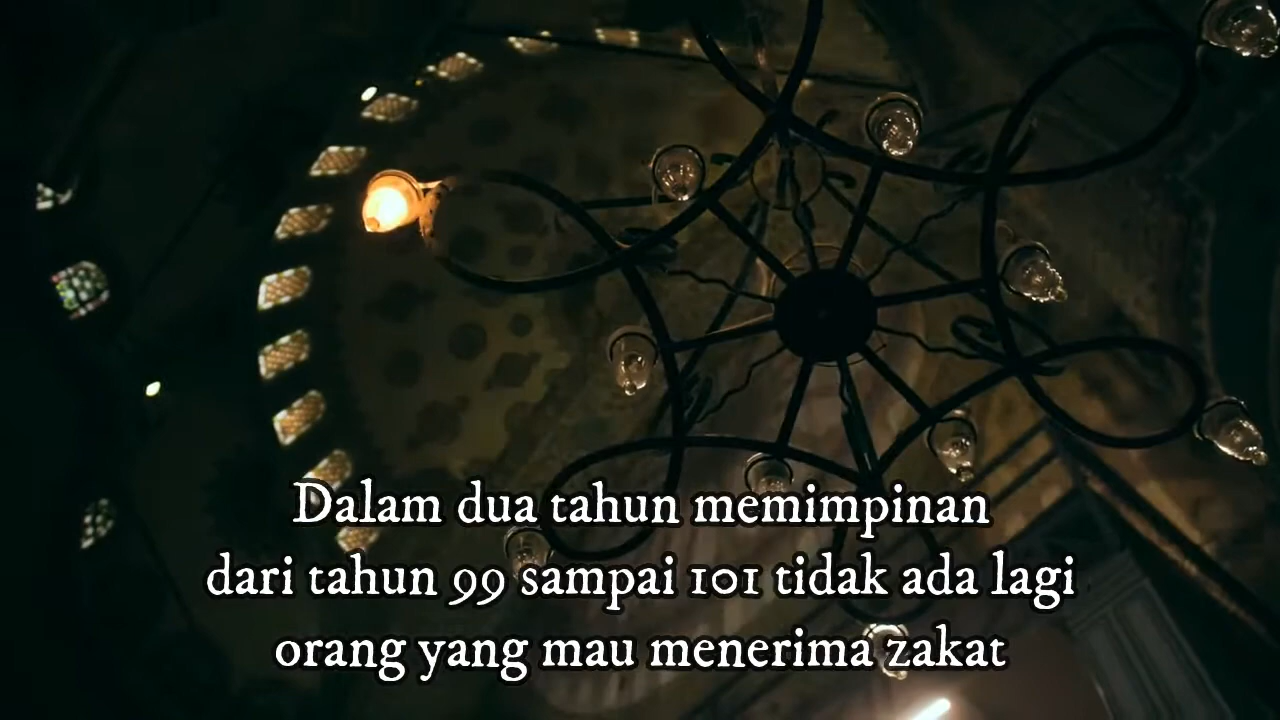 Dalam dua tahun memimpinan
dari tahun 99 sampai 101 tidak ada lagi
orang yang mau menerima zakat